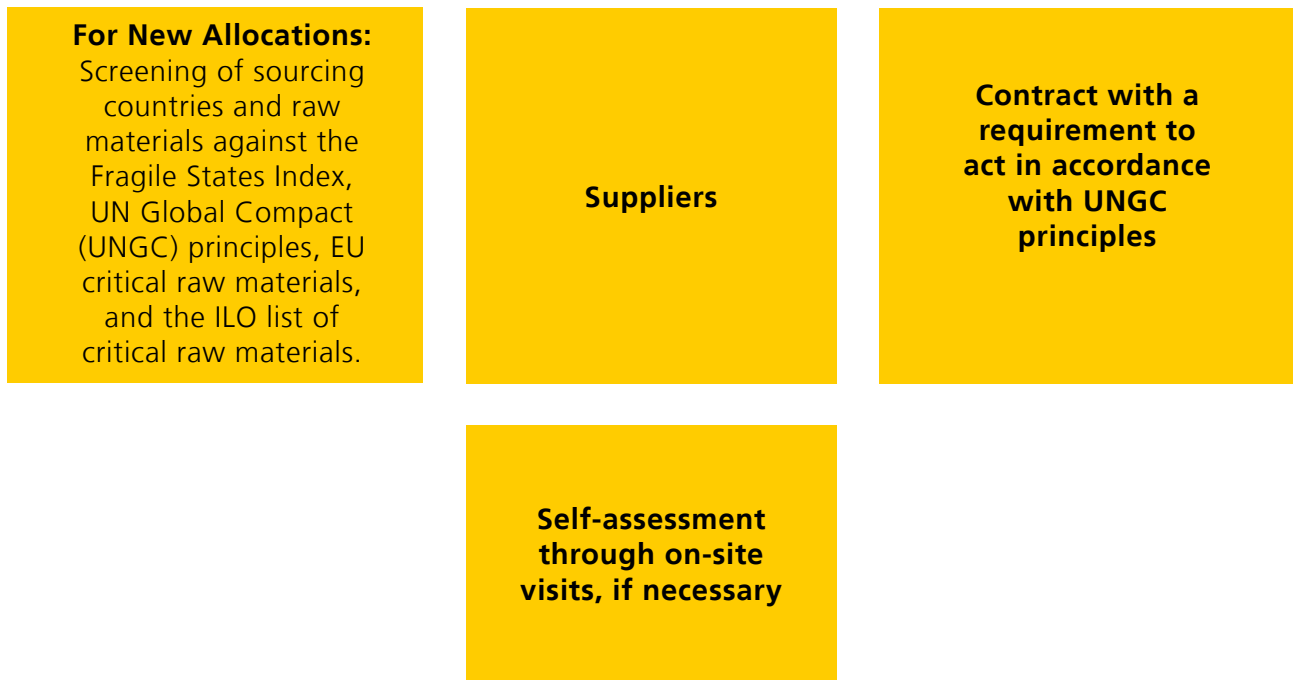 For New Allocations:
Screening of sourcing
countries and raw
materials against the
Fragile States Index,
UN Global Compact
(UNGC) principles, EU
critical raw materials,
and the ILO list of
critical raw materials.
Suppliers
Contract with a
requirement to
act in accordance
with UNGC
principles
Self-assessment
through on-site
visits, if necessary